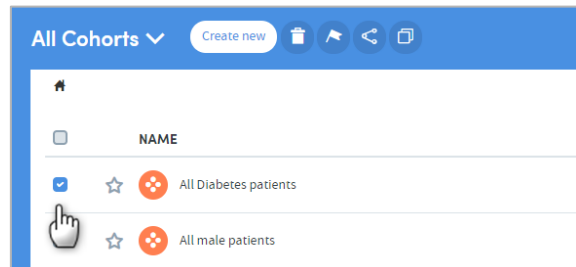 All Cohorts
Create new
NAME
All Diabetes patients
All male patients